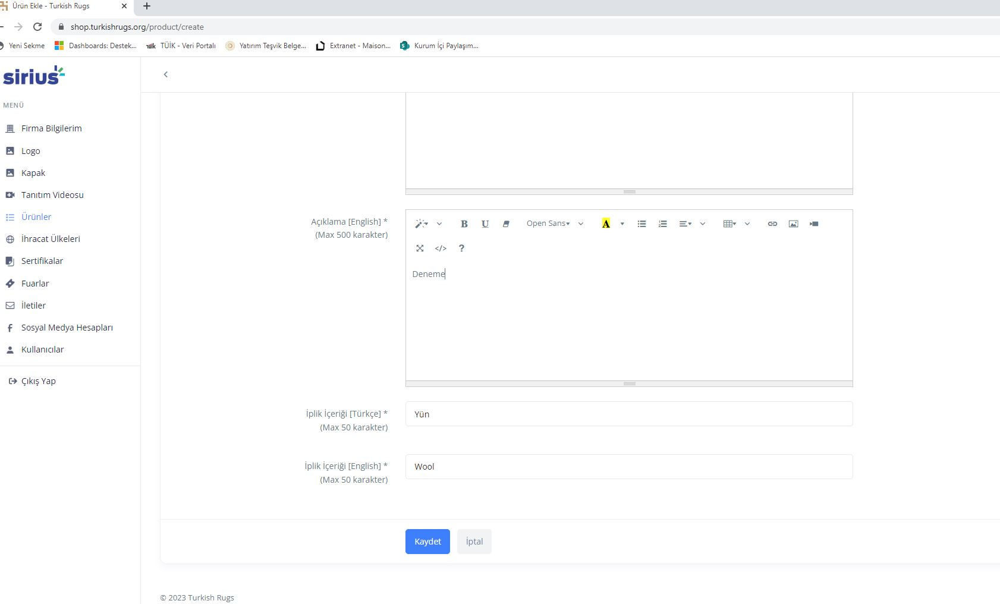 Ürün Ekle - Turkish Rugs
shop.turkishrugs.org/product/create
Yeni Sekme
Dashboards: Destek...
TÜİK - Veri Portalı
Yatırım Teşvik Belge...
Extranet - Maison...
Kurum İçi Paylaşım...
sirius
MENÜ
Firma Bilgilerim
Logo
Kapak
Tanıtım Videosu
Ürünler
İhracat Ülkeleri
Sertifikalar
Fuarlar
İletiler
Sosyal Medya Hesapları
Kullanıcılar
Çıkış Yap
Açıklama [English] *
(Max 500 karakter)
B U Open Sans A
</> ?
Deneme
İplik İçeriği [Türkçe] *
(Max 50 karakter)
Yün
İplik İçeriği [English] *
(Max 50 karakter)
Wool
Kaydet
İptal
© 2023 Turkish Rugs